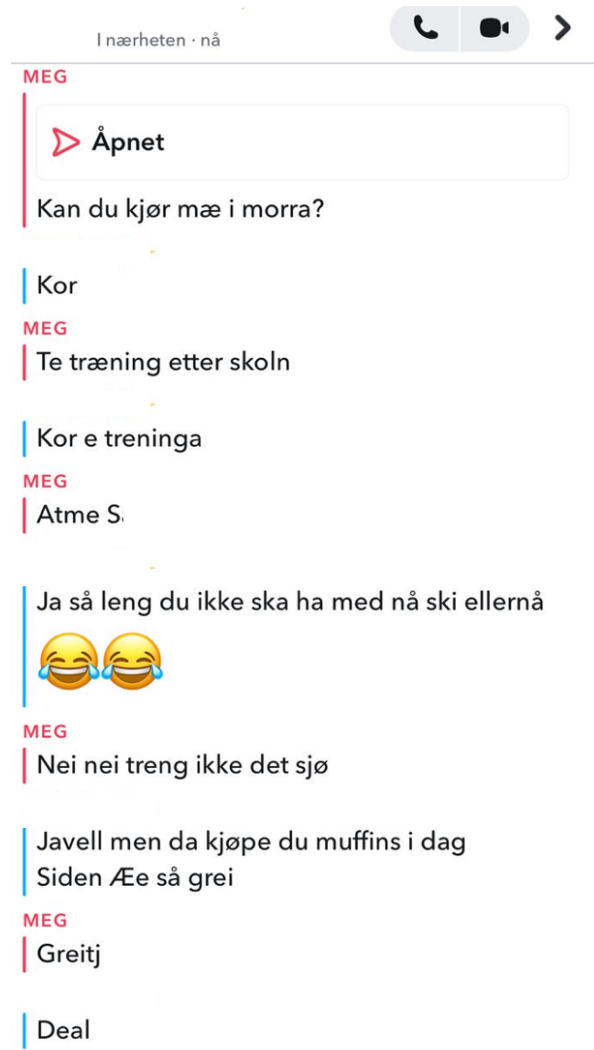 I nærheten · nå
MEG
Åpnet
Kan du kjør mæ i morra?
Kor
MEG
Te træning etter skoln
Kor e treninga
MEG
Atme
Ja så leng du ikke ska ha med nå ski ellernå
😂😂
MEG
Nei nei treng ikke det sjø
Javell men da kjøpe du muffins i dag
Siden Æe så grei
MEG
Greitj
Deal